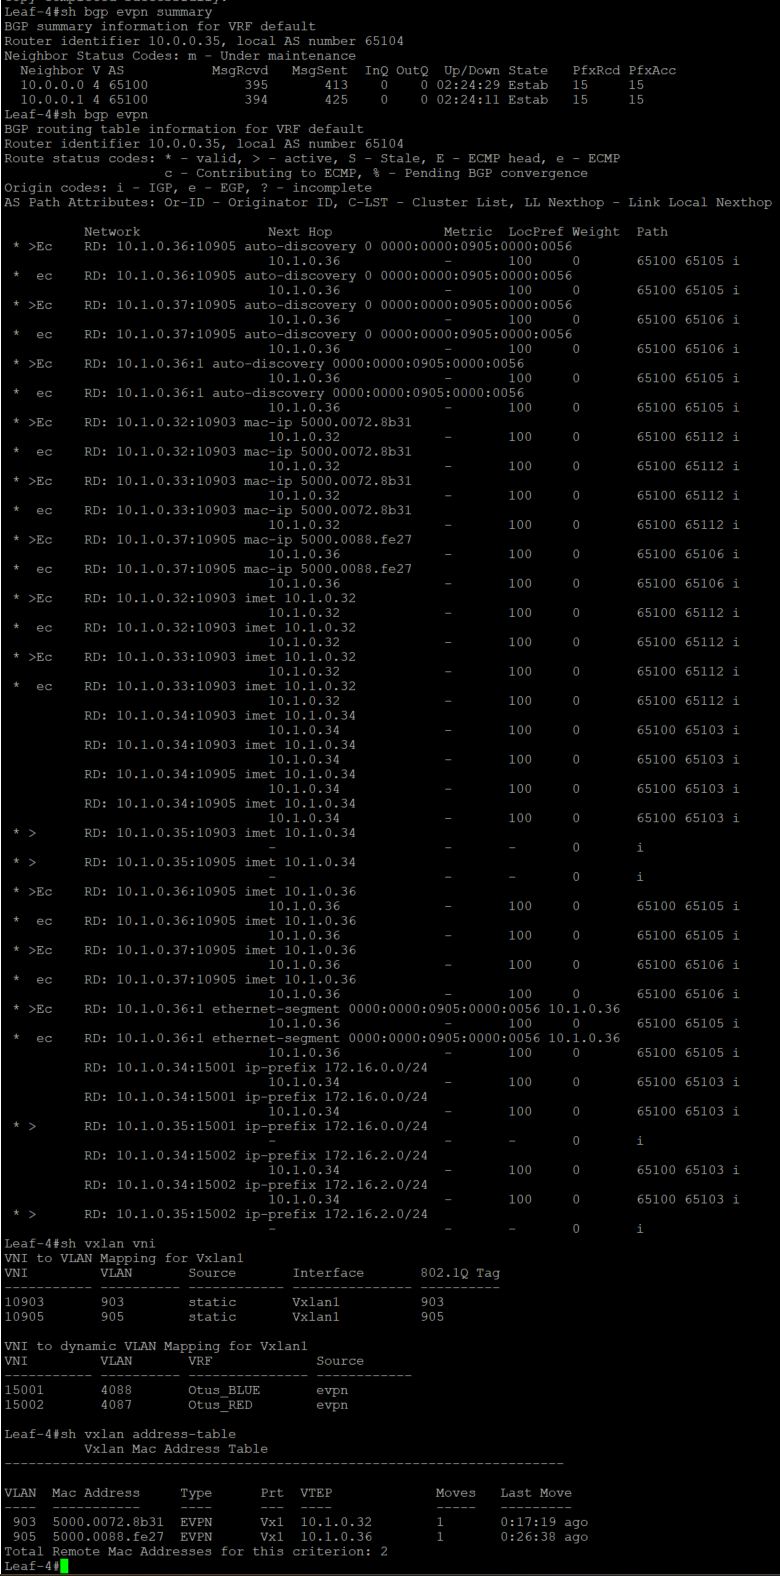 Leaf-4#sh bgp evpn summary
BGP summary information for VRF default
Router identifier 10.0.0.35, local AS number 65104
Neighbor Status Codes: m - Under maintenance
  Neighbor V AS           MsgRcvd   MsgSent  InQ OutQ  Up/Down State   PfxRcd PfxAcc
  10.0.0.0 4 65100            395       413    0    0 02:24:29 Estab   15     15
  10.0.0.1 4 65100            394       425    0    0 02:24:11 Estab   15     15
Leaf-4#sh bgp evpn
BGP routing table information for VRF default
Router identifier 10.0.0.35, local AS number 65104
Route status codes: * - valid, > - active, S - Stale, E - ECMP head, e - ECMP
                    c - Contributing to ECMP, % - Pending BGP convergence
Origin codes: i - IGP, e - EGP, ? - incomplete
AS Path Attributes: Or-ID - Originator ID, C-LST - Cluster List, LL Nexthop - Link Local Nexthop
          Network                Next Hop              Metric  LocPref Weight  Path
 * >Ec    RD: 10.1.0.36:10905 auto-discovery 0 0000:0000:0905:0000:0056
                                 10.1.0.36             -       100     0       65100 65105 i
 *  ec    RD: 10.1.0.36:10905 auto-discovery 0 0000:0000:0905:0000:0056
                                 10.1.0.36             -       100     0       65100 65105 i
 * >Ec    RD: 10.1.0.37:10905 auto-discovery 0 0000:0000:0905:0000:0056
                                 10.1.0.36             -       100     0       65100 65106 i
 *  ec    RD: 10.1.0.37:10905 auto-discovery 0 0000:0000:0905:0000:0056
                                 10.1.0.36             -       100     0       65100 65106 i
 * >Ec    RD: 10.1.0.36:1 auto-discovery 0000:0000:0905:0000:0056
                                 10.1.0.36             -       100     0       65100 65105 i
 *  ec    RD: 10.1.0.36:1 auto-discovery 0000:0000:0905:0000:0056
                                 10.1.0.36             -       100     0       65100 65105 i
 * >Ec    RD: 10.1.0.32:10903 mac-ip 5000.0072.8b31
                                 10.1.0.32             -       100     0       65100 65112 i
 *  ec    RD: 10.1.0.32:10903 mac-ip 5000.0072.8b31
                                 10.1.0.32             -       100     0       65100 65112 i
 * >Ec    RD: 10.1.0.33:10903 mac-ip 5000.0072.8b31
                                 10.1.0.32             -       100     0       65100 65112 i
 *  ec    RD: 10.1.0.33:10903 mac-ip 5000.0072.8b31
                                 10.1.0.32             -       100     0       65100 65112 i
 * >Ec    RD: 10.1.0.37:10905 mac-ip 5000.0088.fe27
                                 10.1.0.36             -       100     0       65100 65106 i
 *  ec    RD: 10.1.0.37:10905 mac-ip 5000.0088.fe27
                                 10.1.0.36             -       100     0       65100 65106 i
 * >Ec    RD: 10.1.0.32:10903 imet 10.1.0.32
                                 10.1.0.32             -       100     0       65100 65112 i
 *  ec    RD: 10.1.0.32:10903 imet 10.1.0.32
                                 10.1.0.32             -       100     0       65100 65112 i
 * >Ec    RD: 10.1.0.33:10903 imet 10.1.0.32
                                 10.1.0.32             -       100     0       65100 65112 i
 *  ec    RD: 10.1.0.33:10903 imet 10.1.0.32
                                 10.1.0.32             -       100     0       65100 65112 i
          RD: 10.1.0.34:10903 imet 10.1.0.34
                                 10.1.0.34             -       100     0       65100 65103 i
          RD: 10.1.0.34:10903 imet 10.1.0.34
                                 10.1.0.34             -       100     0       65100 65103 i
          RD: 10.1.0.34:10905 imet 10.1.0.34
                                 10.1.0.34             -       100     0       65100 65103 i
          RD: 10.1.0.34:10905 imet 10.1.0.34
                                 10.1.0.34             -       100     0       65100 65103 i
 * >      RD: 10.1.0.35:10903 imet 10.1.0.34
                                 -                     -       -       0       i
 * >      RD: 10.1.0.35:10905 imet 10.1.0.34
                                 -                     -       -       0       i
 * >Ec    RD: 10.1.0.36:10905 imet 10.1.0.36
                                 10.1.0.36             -       100     0       65100 65105 i
 *  ec    RD: 10.1.0.36:10905 imet 10.1.0.36
                                 10.1.0.36             -       100     0       65100 65105 i
 * >Ec    RD: 10.1.0.37:10905 imet 10.1.0.36
                                 10.1.0.36             -       100     0       65100 65106 i
 *  ec    RD: 10.1.0.37:10905 imet 10.1.0.36
                                 10.1.0.36             -       100     0       65100 65106 i
 * >Ec    RD: 10.1.0.36:1 ethernet-segment 0000:0000:0905:0000:0056 10.1.0.36
                                 10.1.0.36             -       100     0       65100 65105 i
 *  ec    RD: 10.1.0.36:1 ethernet-segment 0000:0000:0905:0000:0056 10.1.0.36
                                 10.1.0.36             -       100     0       65100 65105 i
          RD: 10.1.0.34:15001 ip-prefix 172.16.0.0/24
                                 10.1.0.34             -       100     0       65100 65103 i
          RD: 10.1.0.34:15001 ip-prefix 172.16.0.0/24
                                 10.1.0.34             -       100     0       65100 65103 i
 * >      RD: 10.1.0.35:15001 ip-prefix 172.16.0.0/24
                                 -                     -       -       0       i
          RD: 10.1.0.34:15002 ip-prefix 172.16.2.0/24
                                 10.1.0.34             -       100     0       65100 65103 i
          RD: 10.1.0.34:15002 ip-prefix 172.16.2.0/24
                                 10.1.0.34             -       100     0       65100 65103 i
 * >      RD: 10.1.0.35:15002 ip-prefix 172.16.2.0/24
                                 -                     -       -       0       i
Leaf-4#sh vxlan vni
VNI to VLAN Mapping for Vxlan1
VNI         VLAN       Source       Interface       802.1Q Tag
----------- ---------- ------------ --------------- ----------
10903       903        static       Vxlan1          903
10905       905        static       Vxlan1          905
VNI to dynamic VLAN Mapping for Vxlan1
VNI         VLAN       VRF             Source
----------- ---------- --------------- ------------
15001       4088       Otus_BLUE       evpn
15002       4087       Otus_RED        evpn
Leaf-4#sh vxlan address-table
          Vxlan Mac Address Table
----------------------------------------------------------------------
VLAN  Mac Address     Type      Prt  VTEP             Moves   Last Move
----  -----------     ----      ---  ----             -----   ---------
 903  5000.0072.8b31  EVPN      Vx1  10.1.0.32        1       0:17:19 ago
 905  5000.0088.fe27  EVPN      Vx1  10.1.0.36        1       0:26:38 ago
Total Remote Mac Addresses for this criterion: 2
Leaf-4#